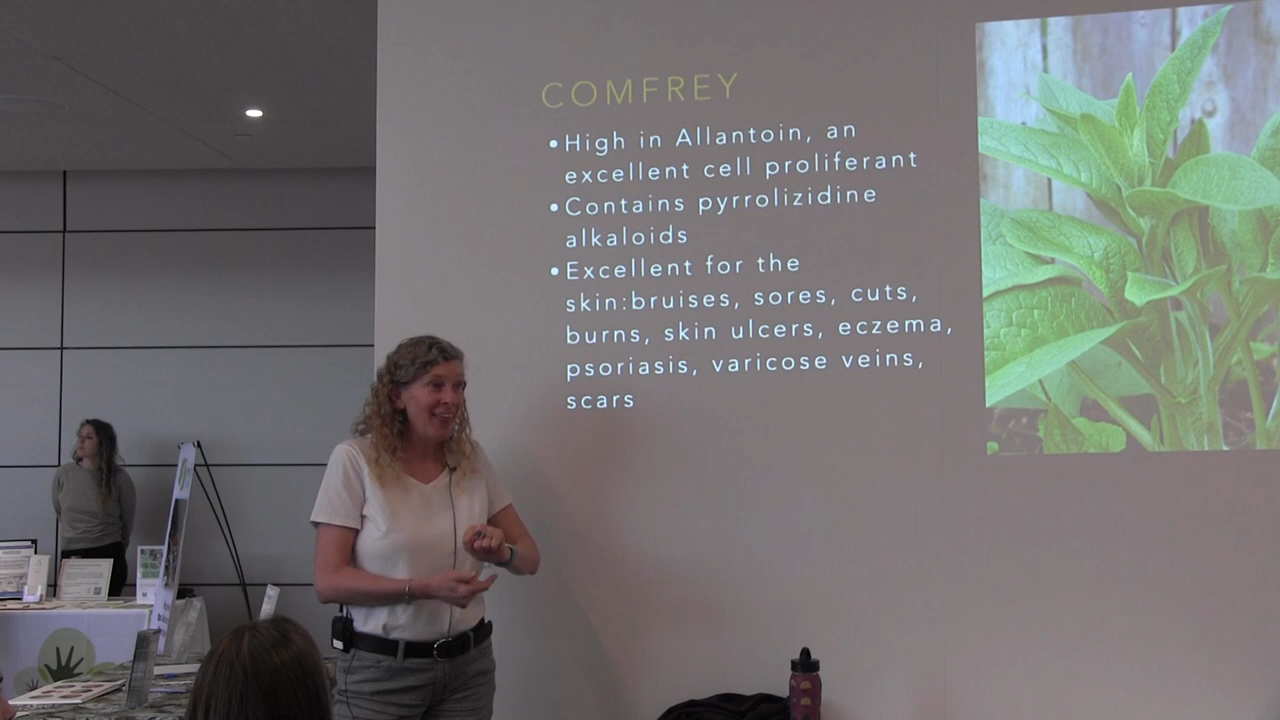 COMFREY
•High in Allantoin, an
excellent cell proliferant
•Contains pyrrolizidine
alkaloids
•Excellent for the
skin:bruises, sores, cuts,
burns, skin ulcers, eczema,
psoriasis, varicose veins,
scars